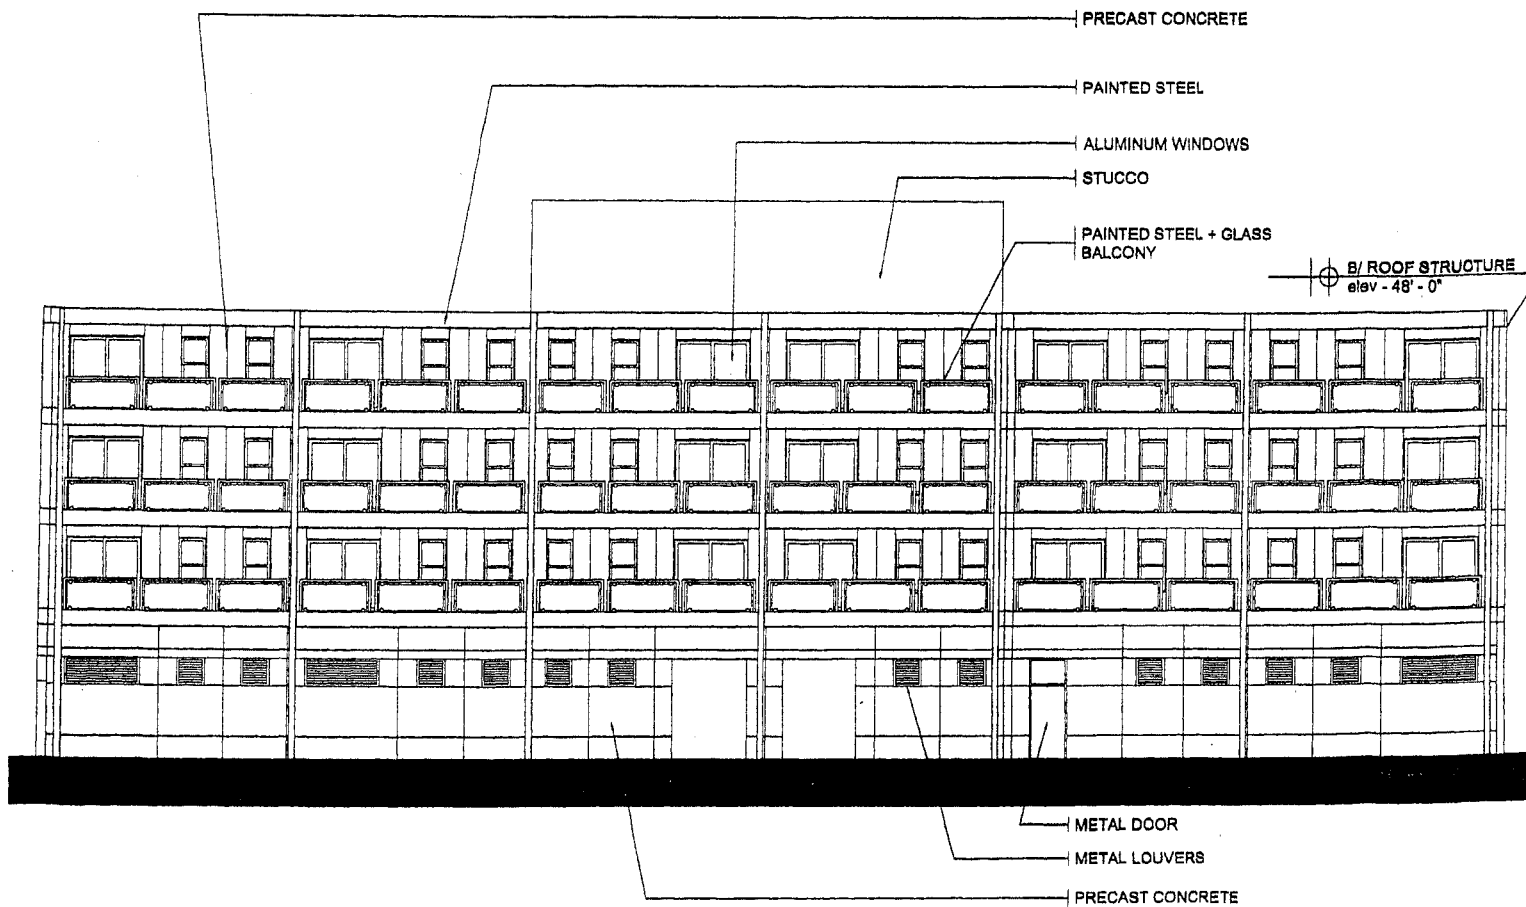 PRECAST CONCRETE
PAINTED STEEL
ALUMINUM WINDOWS
STUCCO
PAINTED STEEL + GLASS
BALCONY
B/ ROOF STRUCTURE
elev - 48' - 0"
METAL DOOR
METAL LOUVERS
PRECAST CONCRETE